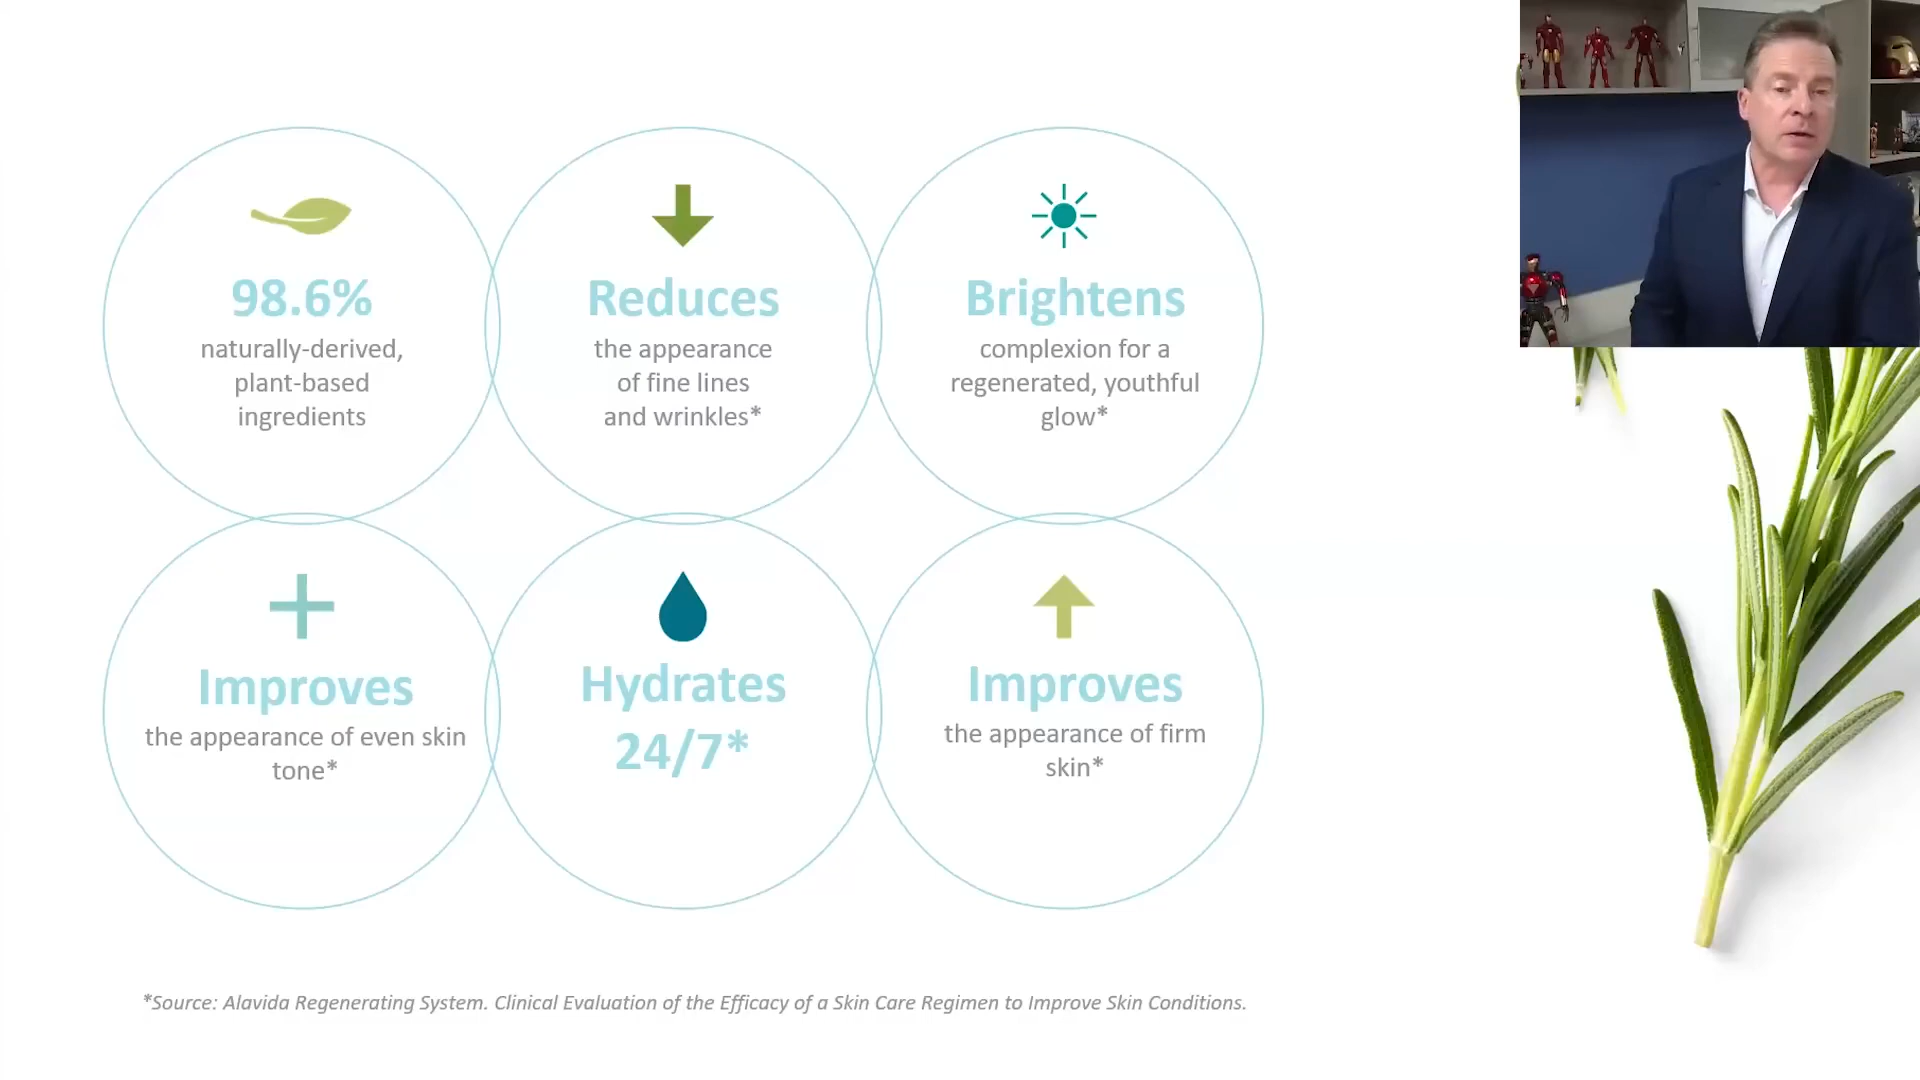 98.6%
naturally-derived,
plant-based
ingredients
Reduces
the appearance
of fine lines
and wrinkles*
Brightens
complexion for a
regenerated, youthful
glow*
Improves
the appearance of even skin
tone*
Hydrates
24/7*
Improves
the appearance of firm
skin*
*Source: Alavida Regenerating System. Clinical Evaluation of the Efficacy of a Skin Care Regimen to Improve Skin Conditions.